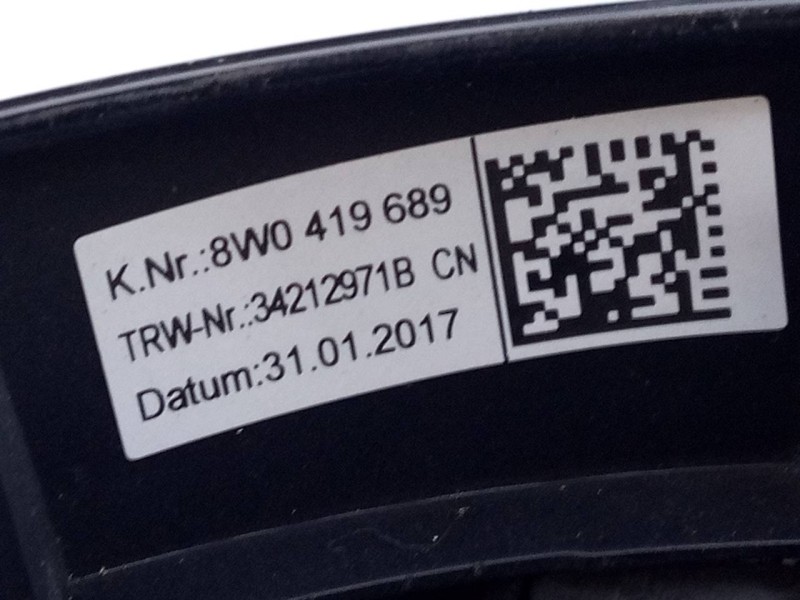 K.Nr.:8W0 419 689
TRW-Nr.:34212971B CN
Datum:31.01.2017